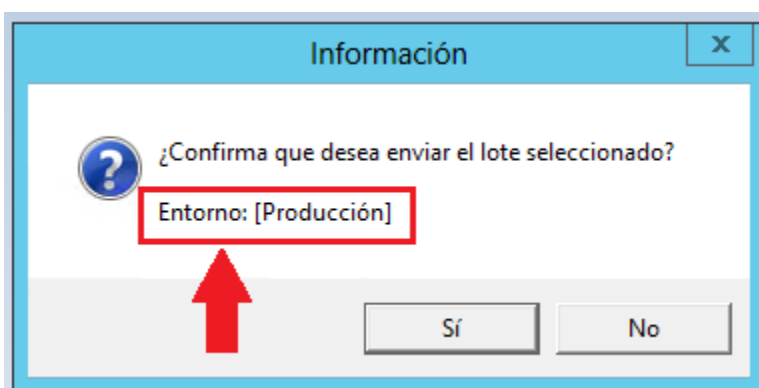 Información
x
¿Confirma que desea enviar el lote seleccionado?
Entorno: [Producción]
Sí
No